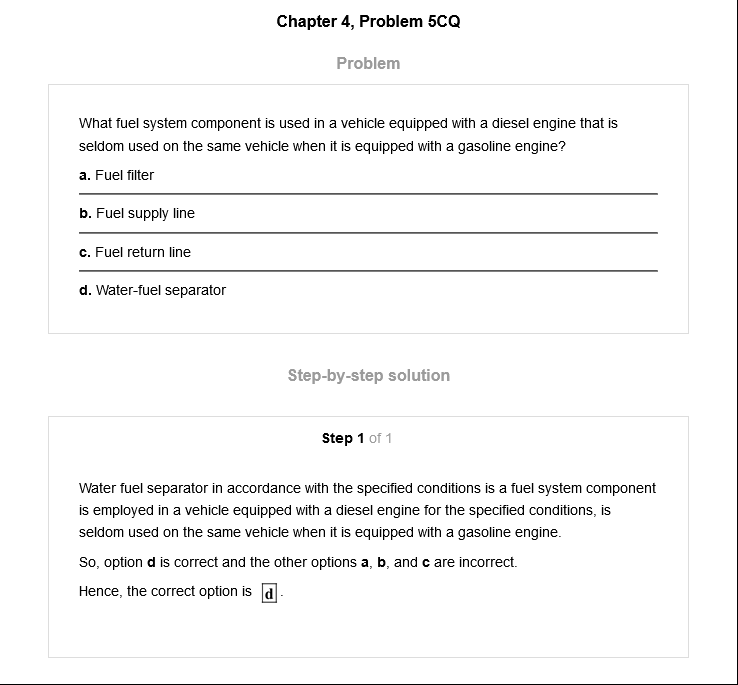 Chapter 4, Problem 5CQ
Problem
What fuel system component is used in a vehicle equipped with a diesel engine that is
seldom used on the same vehicle when it is equipped with a gasoline engine?
a. Fuel filter
b. Fuel supply line
c. Fuel return line
d. Water-fuel separator
Step-by-step solution
Step 1 of 1
Water fuel separator in accordance with the specified conditions is a fuel system component
is employed in a vehicle equipped with a diesel engine for the specified conditions, is
seldom used on the same vehicle when it is equipped with a gasoline engine.
So, option d is correct and the other options a, b, and c are incorrect.
Hence, the correct option is d.